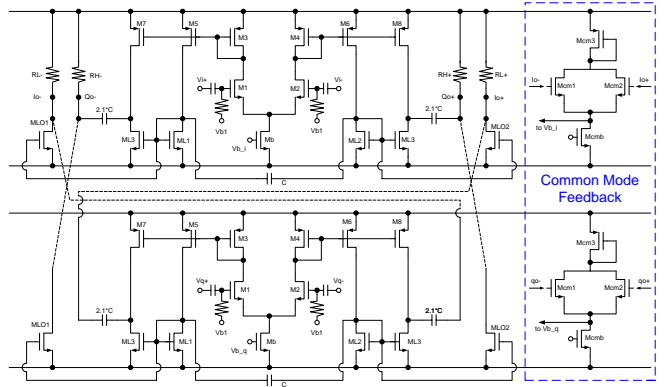 M7 M5 M3 M4 M6 M8 Mcm3
RL- RH- RH+ RL+
Vi+ M1 M2 Vi- Io- Mcm1 Mcm2 Io+
Io- Qo- Qo+ Io+
2.1*C Vb1 Vb1 2.1*C
MLO1 ML3 ML1 Mb ML2 ML3 MLO2 to Vb_i Mcmb
Vb_i
C
Common Mode
Feedback
M7 M5 M3 M4 M6 M8 Mcm3
Vq+ M1 M2 Vq- qo- Mcm1 Mcm2 qo+
2.1*C Vb1 Vb1 2.1*C
MLO1 ML3 ML1 Mb ML2 ML3 MLO2 to Vb_q Mcmb
Vb_q
C